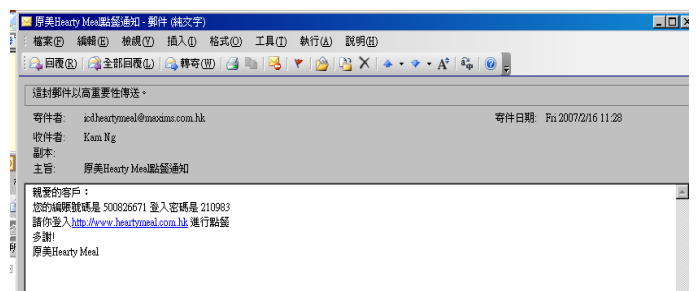 原美Hearty Meal點餐通知 - 郵件 (純文字)
檔案(F) 編輯(E) 檢視(V) 插入(I) 格式(O) 工具(T) 執行(A) 說明(H)
回覆(R) 全部回覆(L) 轉寄(W)
這封郵件以高重要性傳送。
寄件者: icdheartymeal@maxims.com.hk 寄件日期: Fri 2007/2/16 11:28
收件者: Kam Ng
副本:
主旨: 原美Hearty Meal點餐通知
親愛的客戶：
您的編號號碼是 500826671 登入密碼是 210983
請你登入http://www.heartymeal.com.hk 進行點餐
多謝!
原美Hearty Meal